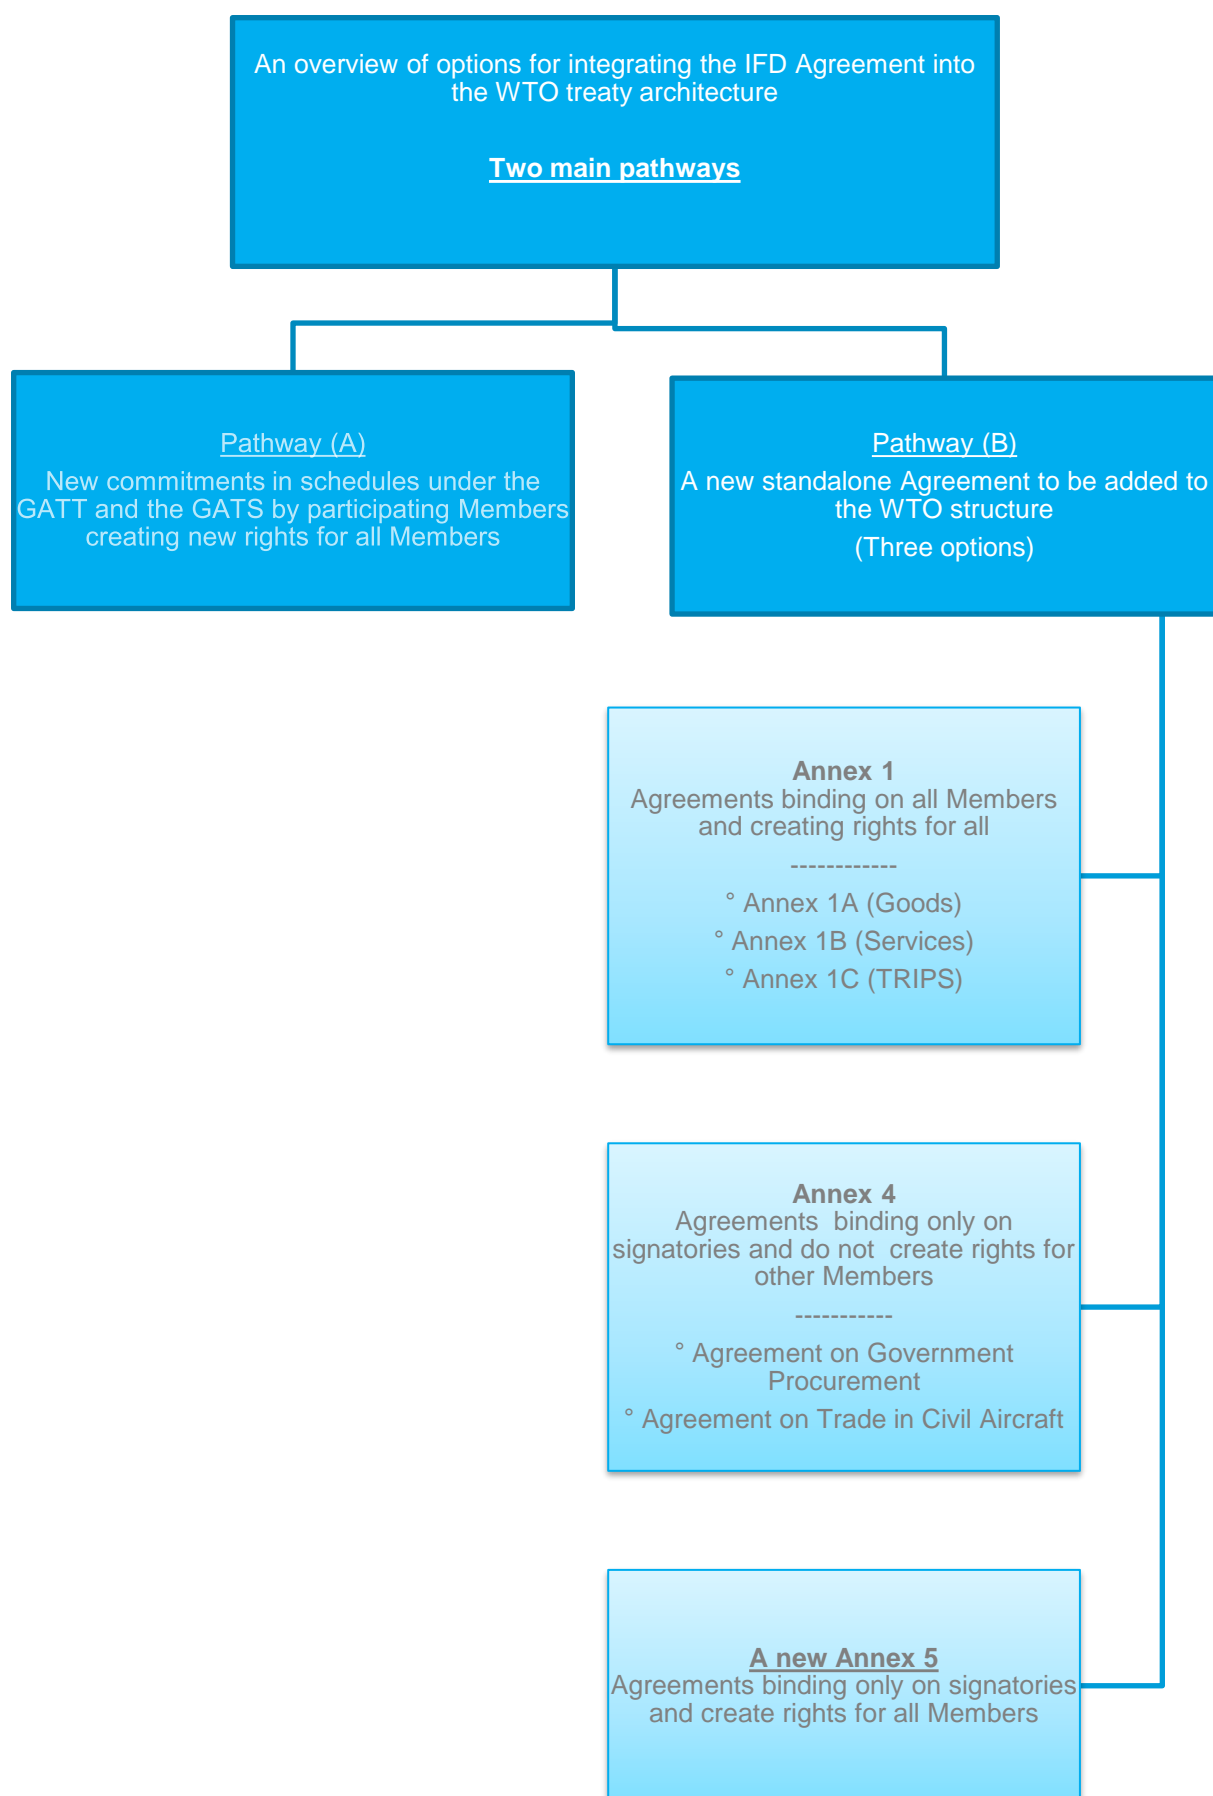 An overview of options for integrating the IFD Agreement into
the WTO treaty architecture
Two main pathways
Pathway (A)
New commitments in schedules under the
GATT and the GATS by participating Members
creating new rights for all Members
Pathway (B)
A new standalone Agreement to be added to
the WTO structure
(Three options)
Annex 1
Agreements binding on all Members
and creating rights for all
------------
° Annex 1A (Goods)
° Annex 1B (Services)
° Annex 1C (TRIPS)
Annex 4
Agreements  binding only on
signatories and do not  create rights for
other Members
-----------
° Agreement on Government
Procurement
° Agreement on Trade in Civil Aircraft
A new Annex 5
Agreements binding only on signatories
and create rights for all Members